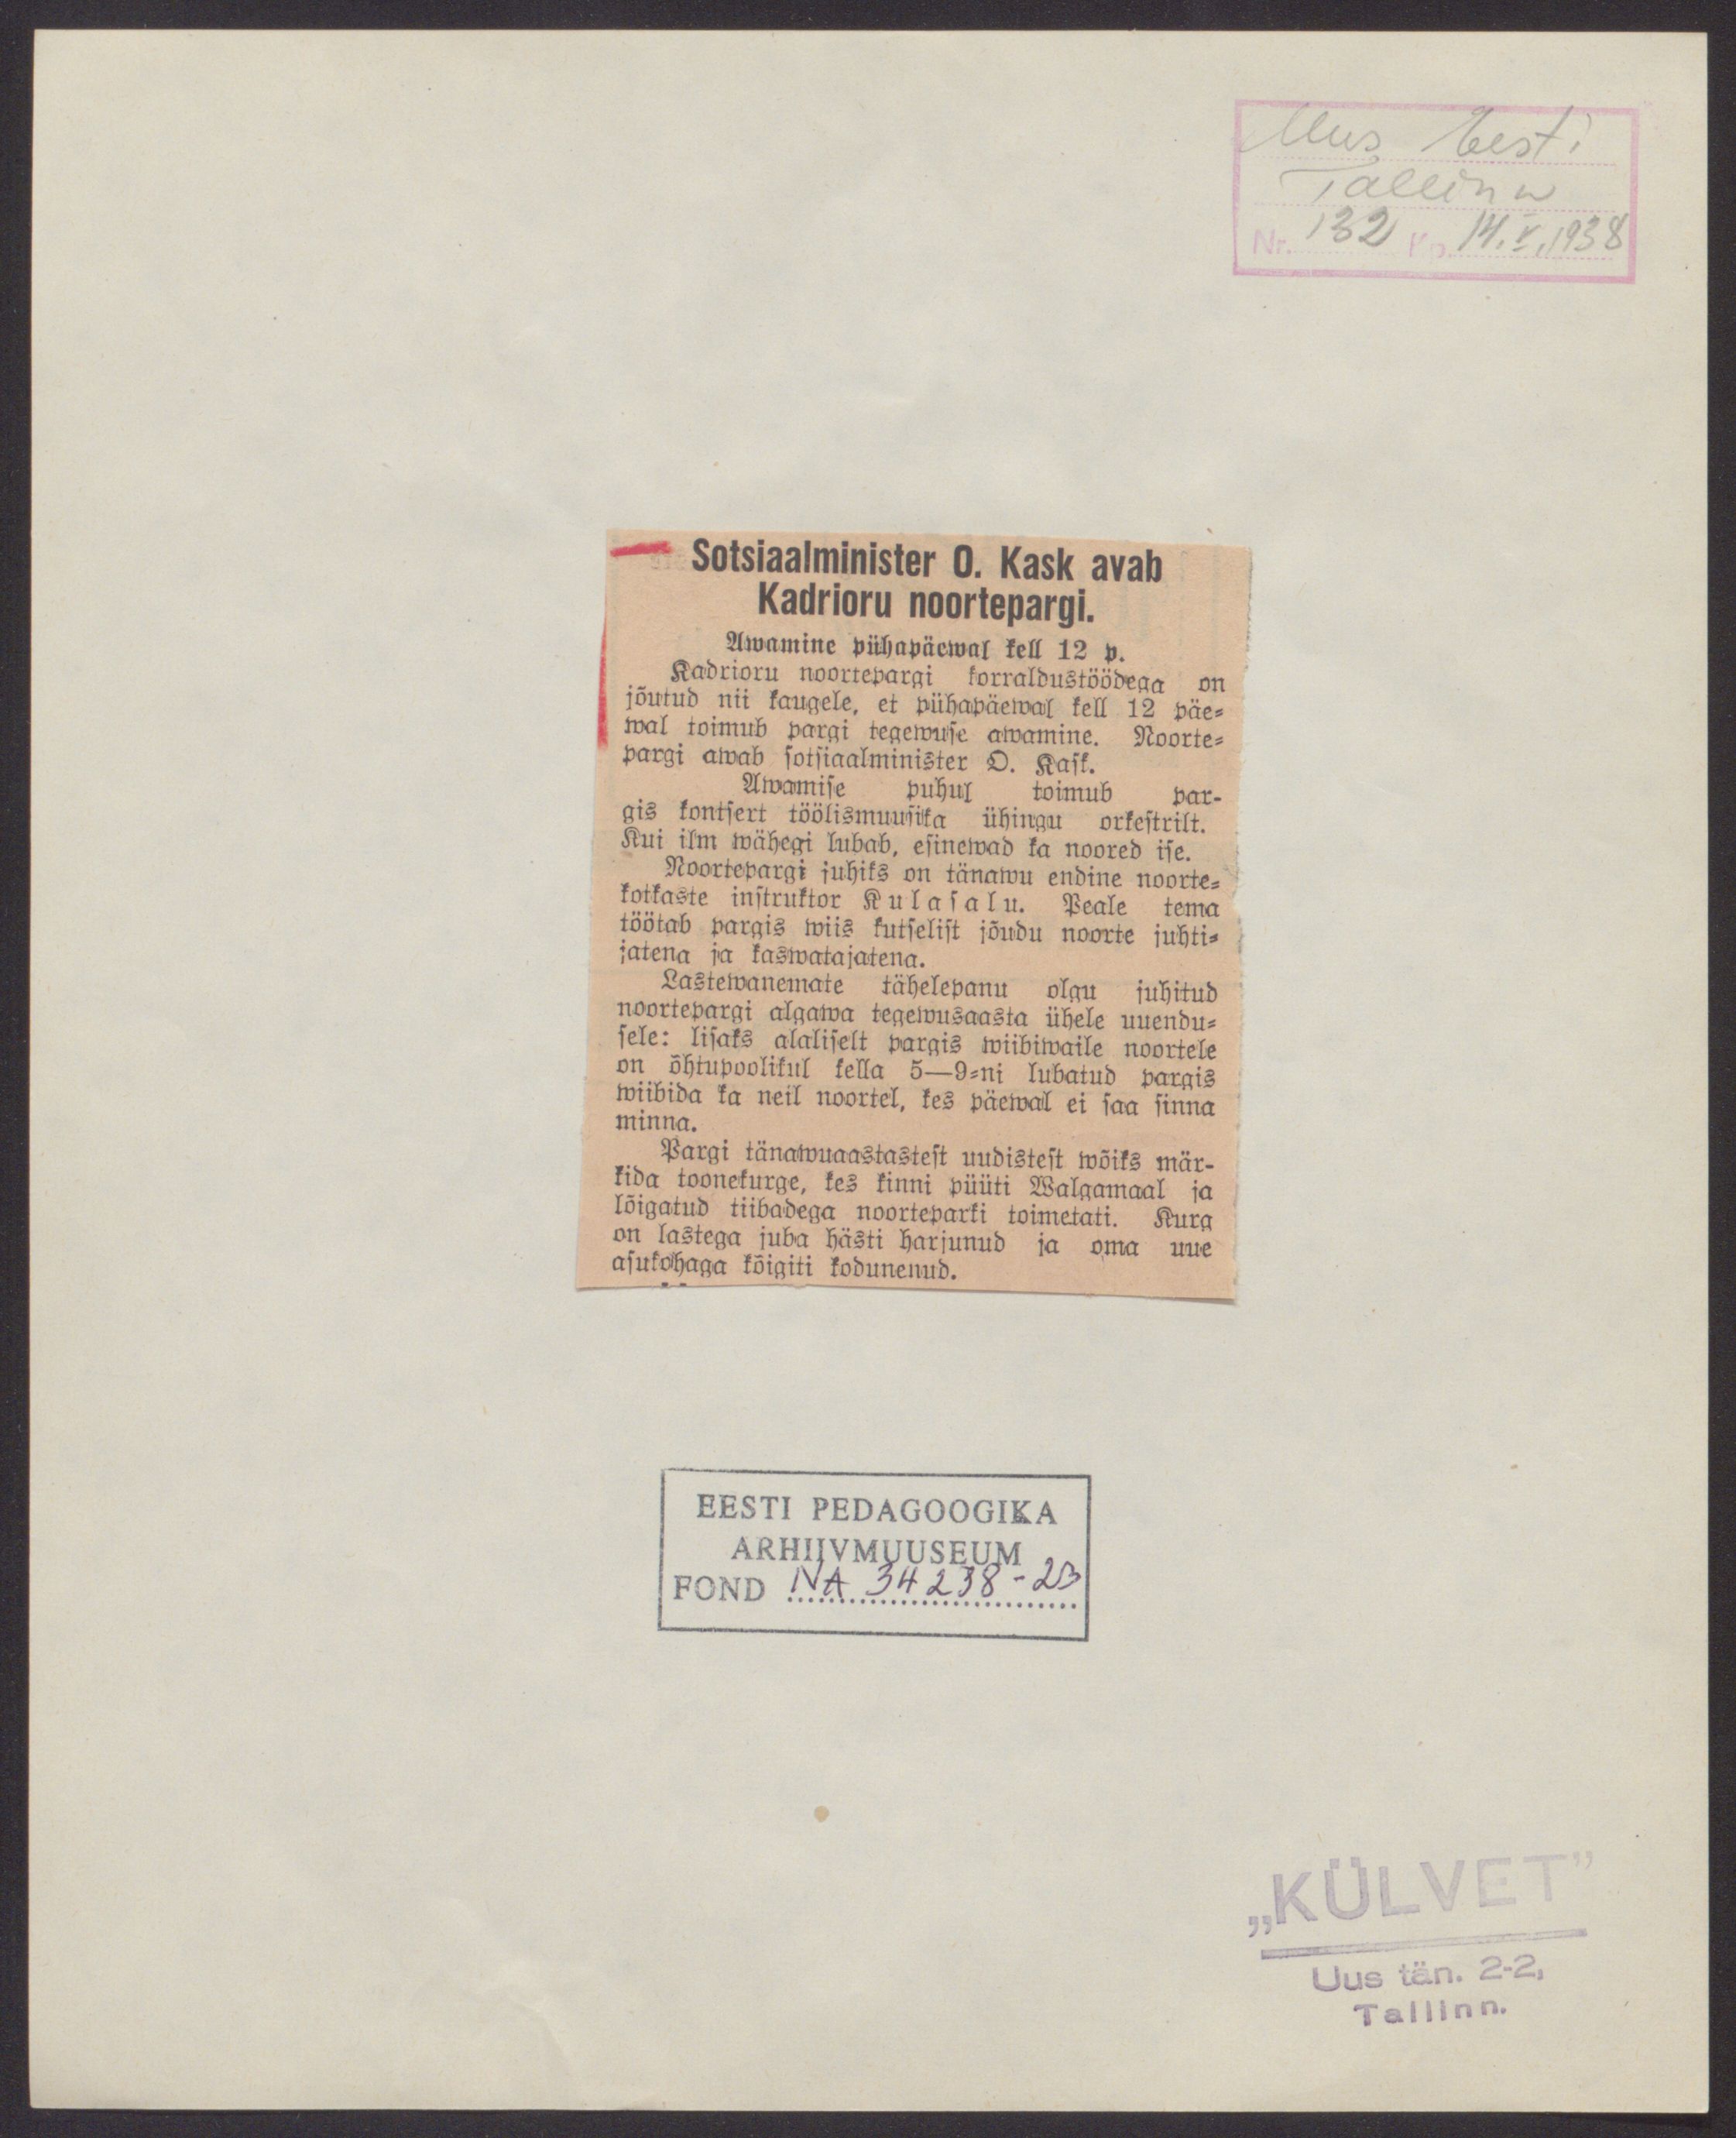 Uus Eesti
Tallinn
Nr. 132 Kp. 14.V.1938
Sotsiaalminister O. Kask avab
Kadrioru noortepargi.
Awamine pühapäewal kell 12 p.
Kadrioru noortepargi korraldustöödega on
jõutud nii kaugele, et pühapäewal kell 12 päe-
wal toimub pargi tegewuse awamine. Noorte-
pargi awab sotsiaalminister O. Kask.
Awamise puhul toimub par-
gis kontsert töölismuusika ühingu orkestrilt.
Kui ilm wähegi lubab, esinewad ka noored ise.
Noortepargi juhiks on tänawu endine noorte-
kotkaste instruktor Kulasalu. Peale tema
töötab pargis wiis kutselist jõudu noorte juhti-
jatena ja kaswatajatena.
Lastewanemate tähelepanu olgu juhitud
noortepargi algawa tegewusaasta ühele uuendu-
sele: lisaks alaliselt pargis wiibiwaile noortele
on õhtupoolikul kella 5—9-ni lubatud pargis
wiibida ka neil noortel, kes päewal ei saa sinna
minna.
Pargi tänawuaastastest uudistest wõiks mär-
kida toonekurge, kes kinni püüti Walgamaal ja
lõigatud tiibadega noorteparki toimetati. Kurg
on lastega juba hästi harjunud ja oma uue
asukohaga kõigiti kodunenud.
EESTI PEDAGOOGIKA
ARHIIVMUUSEUM
FOND NA 34238-23
„KÜLVET”
Uus tän. 2-2,
Tallinn.